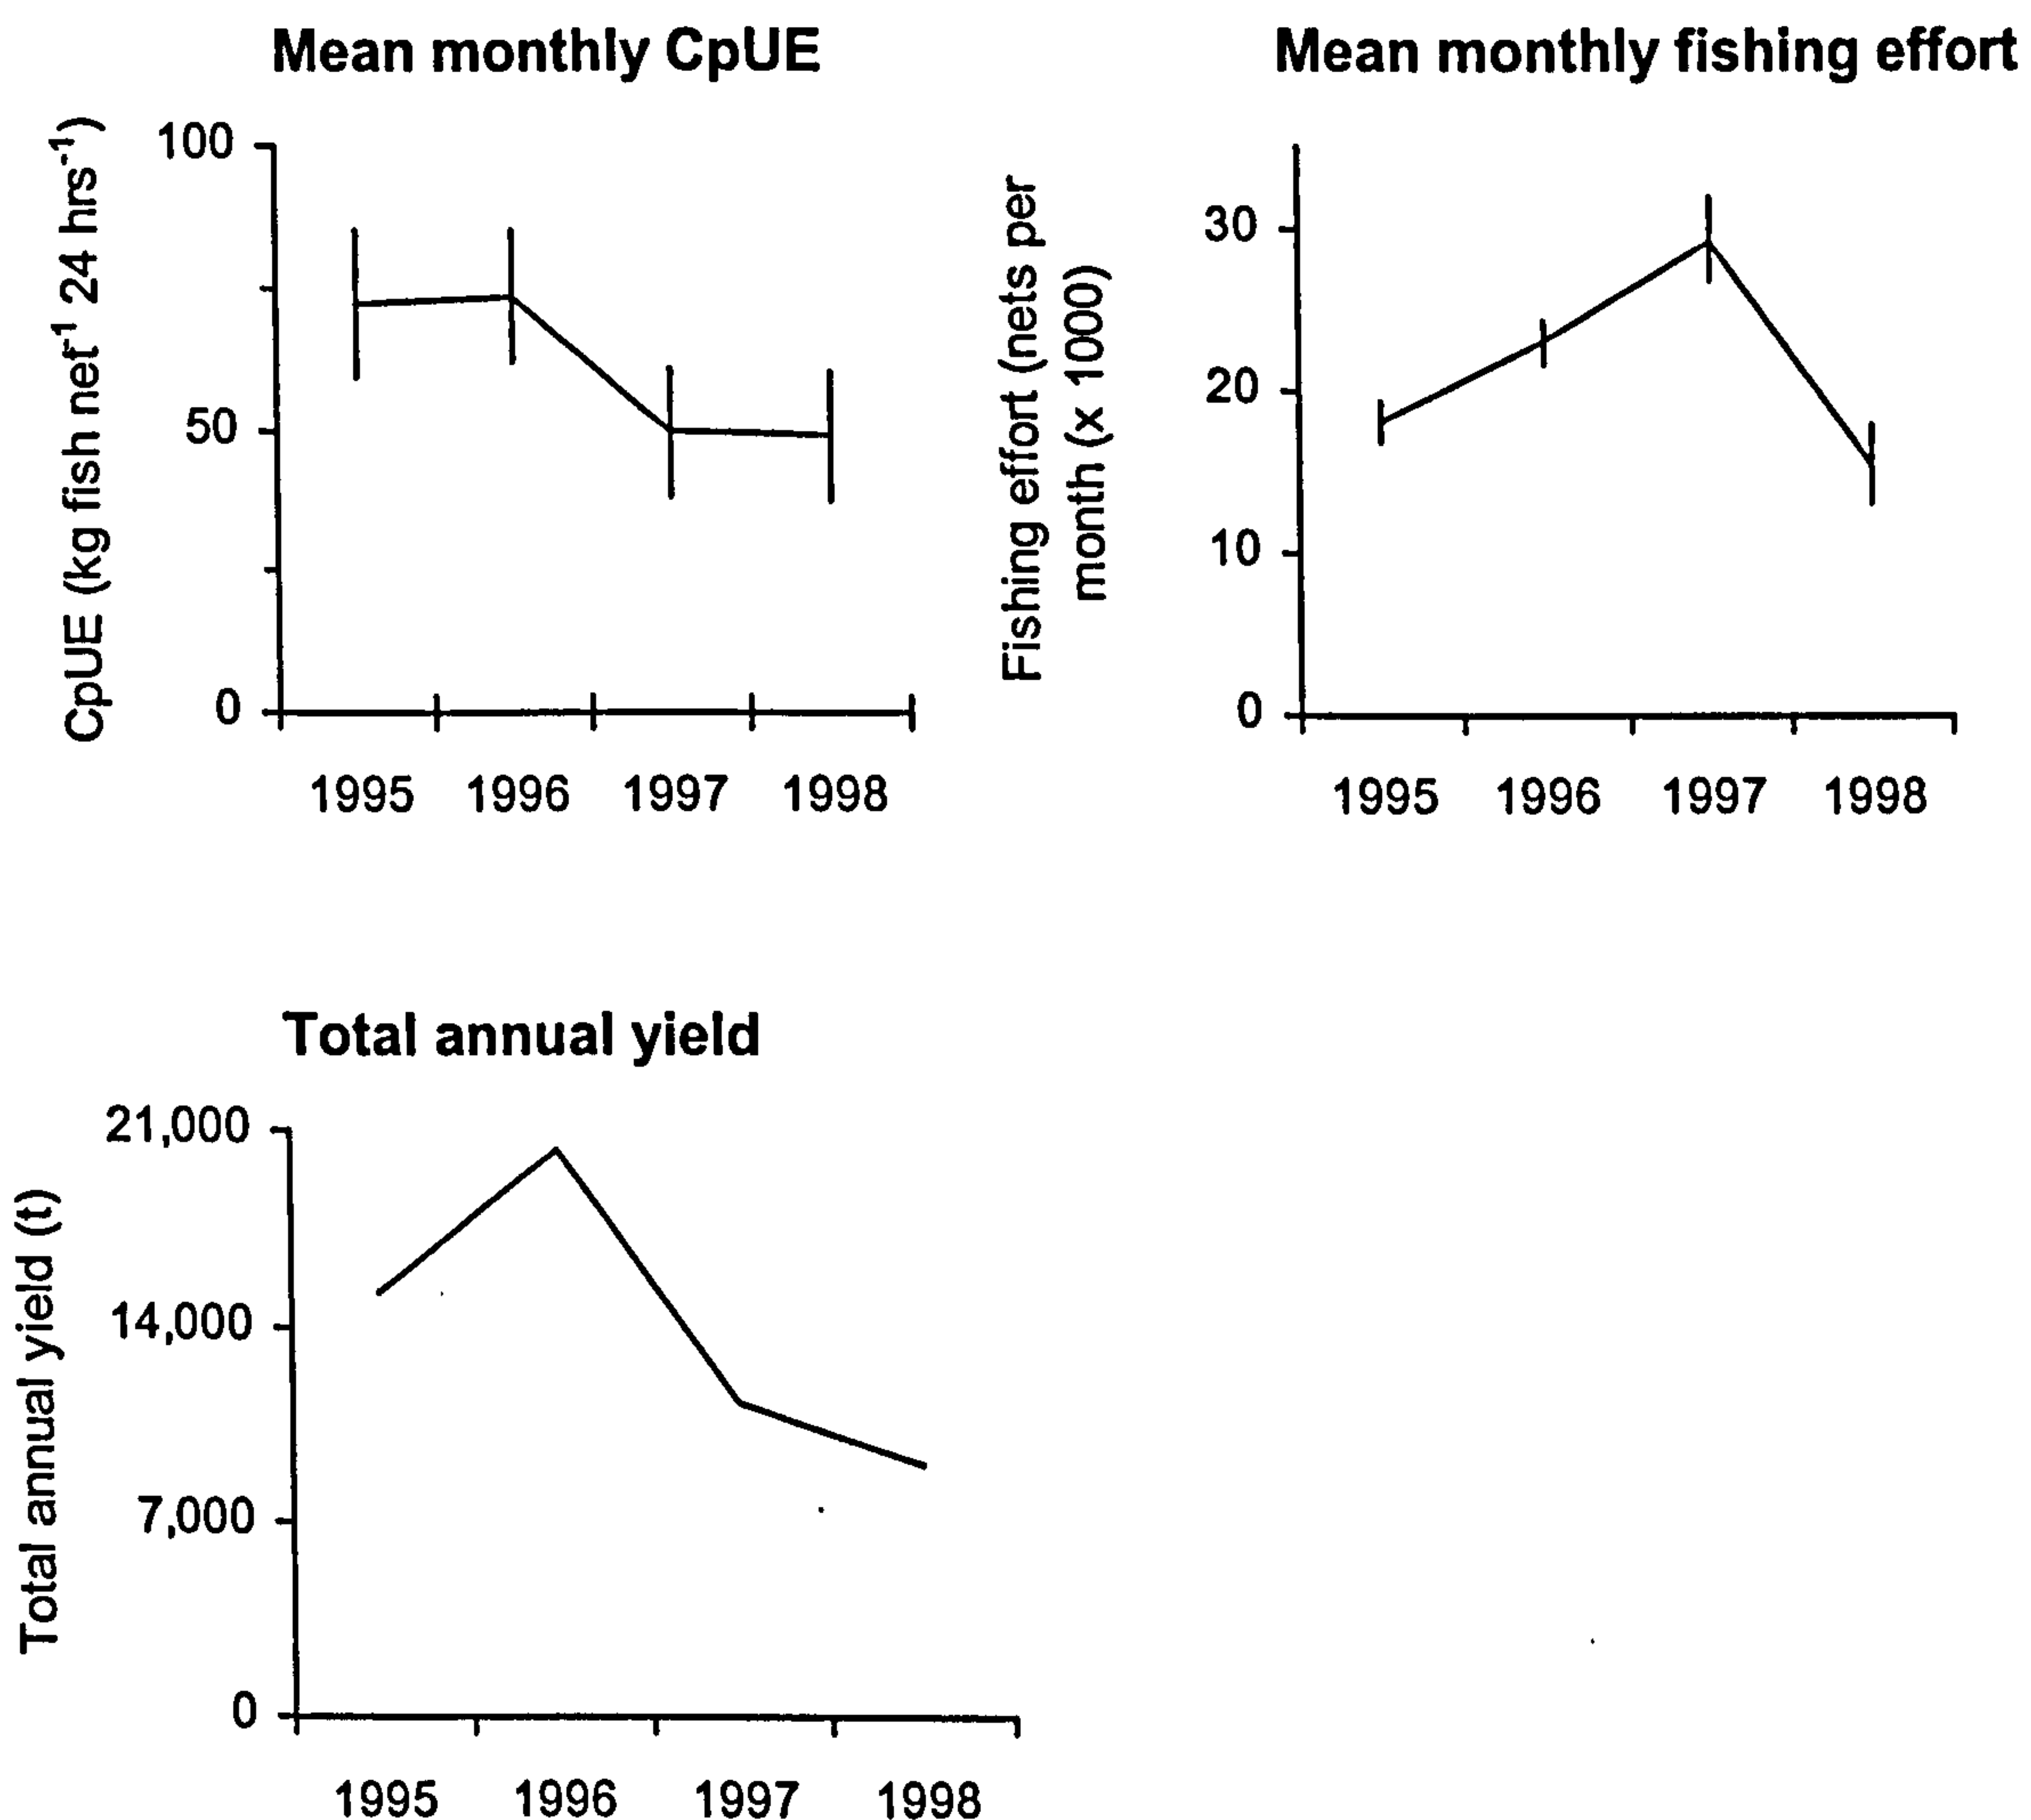 Mean monthly CpUE
CpUE (kg fish net⁻¹ 24 hrs⁻¹)
100
50
0
1995 1996 1997 1998
Mean monthly fishing effort
Fishing effort (nets per
month (x 1000)
30
20
10
0
1995 1996 1997 1998
Total annual yield
Total annual yield (t)
21,000
14,000
7,000
0
1995 1996 1997 1998